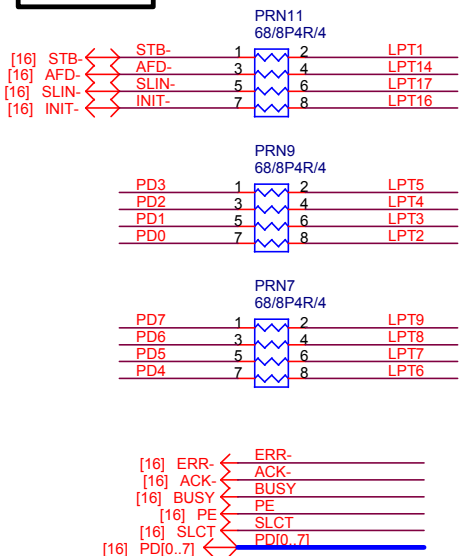 PRN11
68/8P4R/4
[16] STB- STB- 1 2 LPT1
[16] AFD- AFD- 3 4 LPT14
[16] SLIN- SLIN- 5 6 LPT17
[16] INIT- INIT- 7 8 LPT16
PRN9
68/8P4R/4
PD3 1 2 LPT5
PD2 3 4 LPT4
PD1 5 6 LPT3
PD0 7 8 LPT2
PRN7
68/8P4R/4
PD7 1 2 LPT9
PD6 3 4 LPT8
PD5 5 6 LPT7
PD4 7 8 LPT6
[16] ERR- ERR-
[16] ACK- ACK-
[16] BUSY BUSY
[16] PE PE
[16] SLCT SLCT
[16] PD[0..7] PD[0..7]